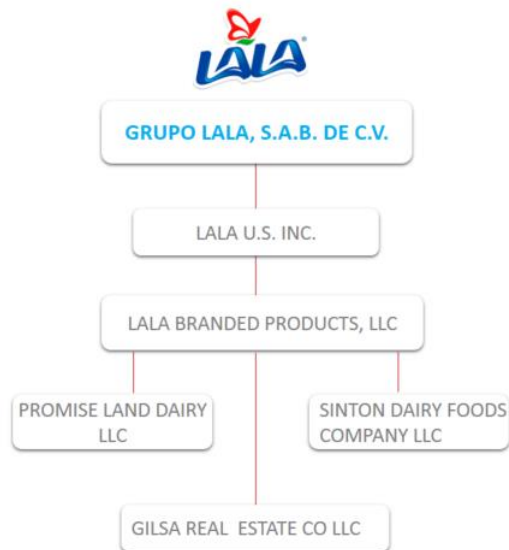 LALA®
GRUPO LALA, S.A.B. DE C.V.
LALA U.S. INC.
LALA BRANDED PRODUCTS, LLC
PROMISE LAND DAIRY
LLC
SINTON DAIRY FOODS
COMPANY LLC
GILSA REAL ESTATE CO LLC